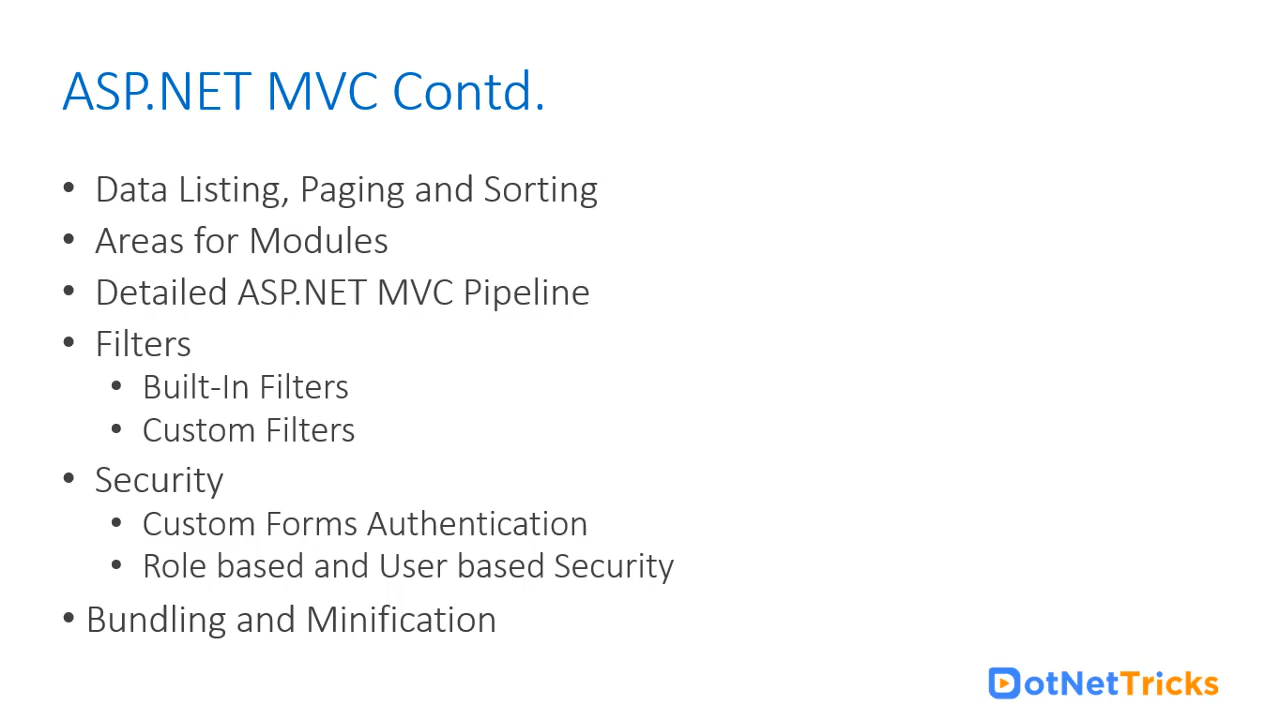 ASP.NET MVC Contd.
• Data Listing, Paging and Sorting
• Areas for Modules
• Detailed ASP.NET MVC Pipeline
• Filters
• Built-In Filters
• Custom Filters
• Security
• Custom Forms Authentication
• Role based and User based Security
• Bundling and Minification
DotNetTricks